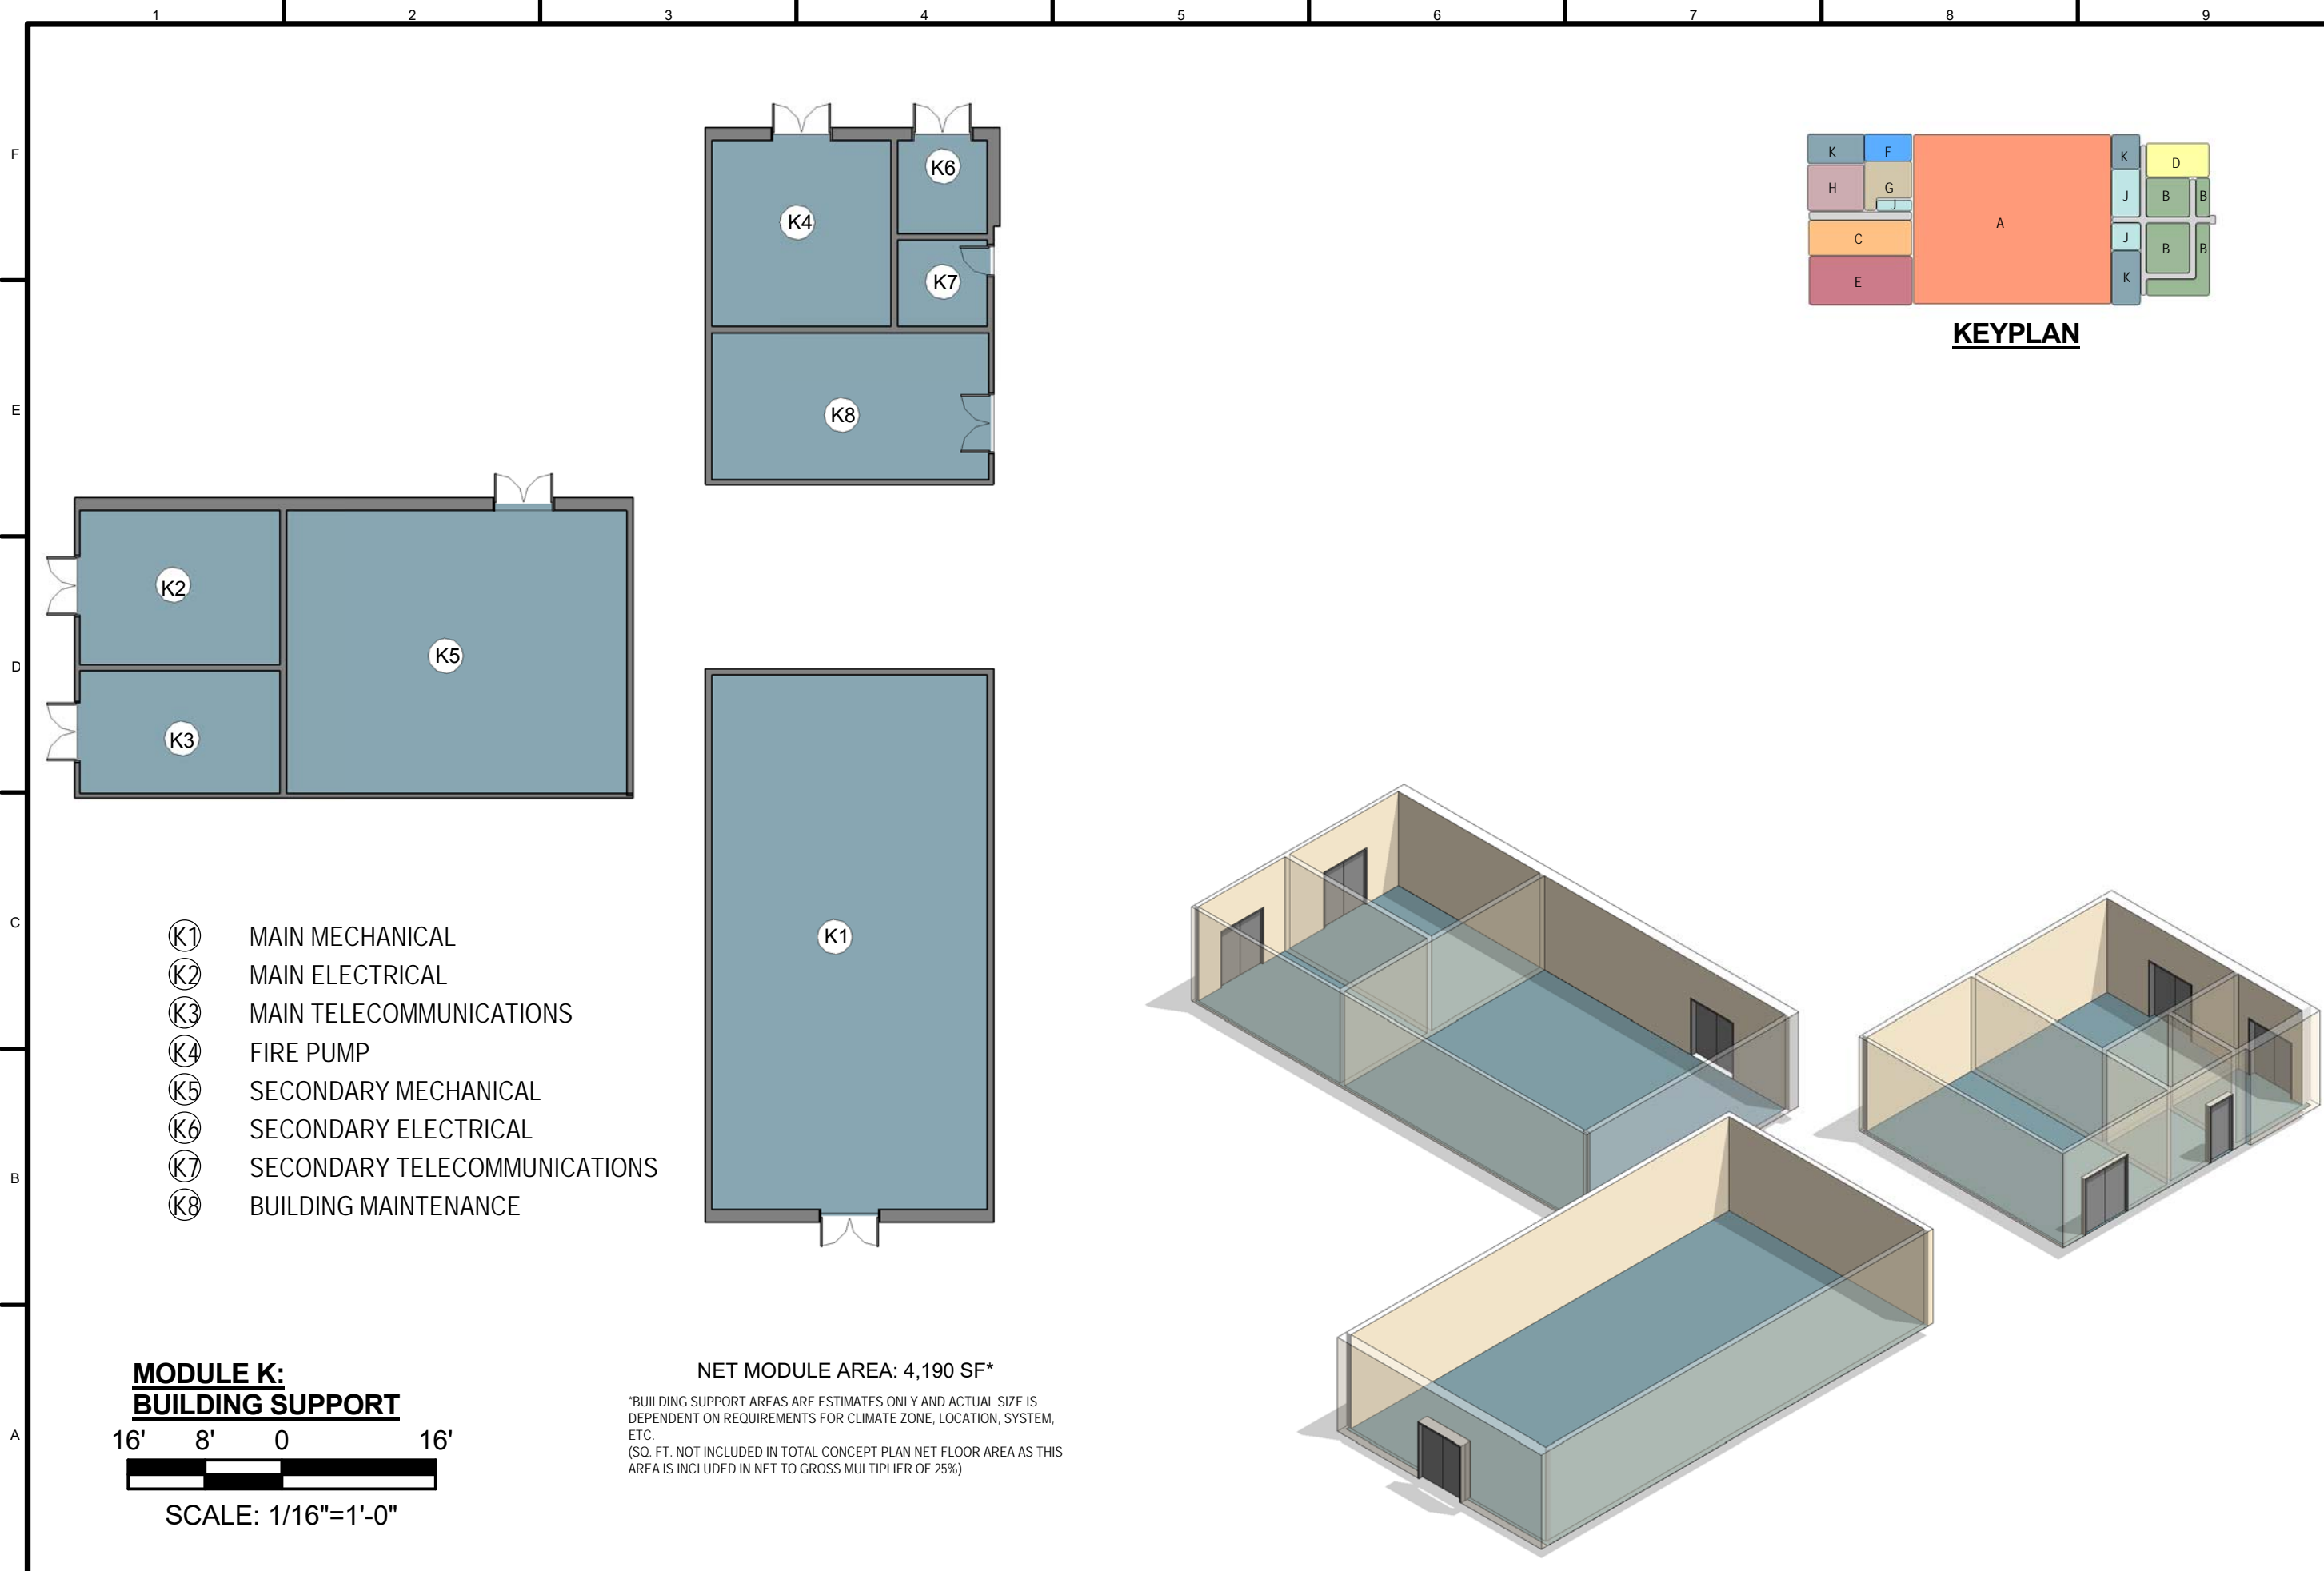 1 2 3 4 5 6 7 8 9
F
E
D
C
B
A
K4
K6
K7
K8
K F
H G
J
C
E
A
K D
J B B
J B B
K
KEYPLAN
K2
K5
K3
K1
K1 MAIN MECHANICAL
K2 MAIN ELECTRICAL
K3 MAIN TELECOMMUNICATIONS
K4 FIRE PUMP
K5 SECONDARY MECHANICAL
K6 SECONDARY ELECTRICAL
K7 SECONDARY TELECOMMUNICATIONS
K8 BUILDING MAINTENANCE
MODULE K:
BUILDING SUPPORT
16' 8' 0 16'
SCALE: 1/16"=1'-0"
NET MODULE AREA: 4,190 SF*
*BUILDING SUPPORT AREAS ARE ESTIMATES ONLY AND ACTUAL SIZE IS
DEPENDENT ON REQUIREMENTS FOR CLIMATE ZONE, LOCATION, SYSTEM,
ETC.
(SQ. FT. NOT INCLUDED IN TOTAL CONCEPT PLAN NET FLOOR AREA AS THIS
AREA IS INCLUDED IN NET TO GROSS MULTIPLIER OF 25%)